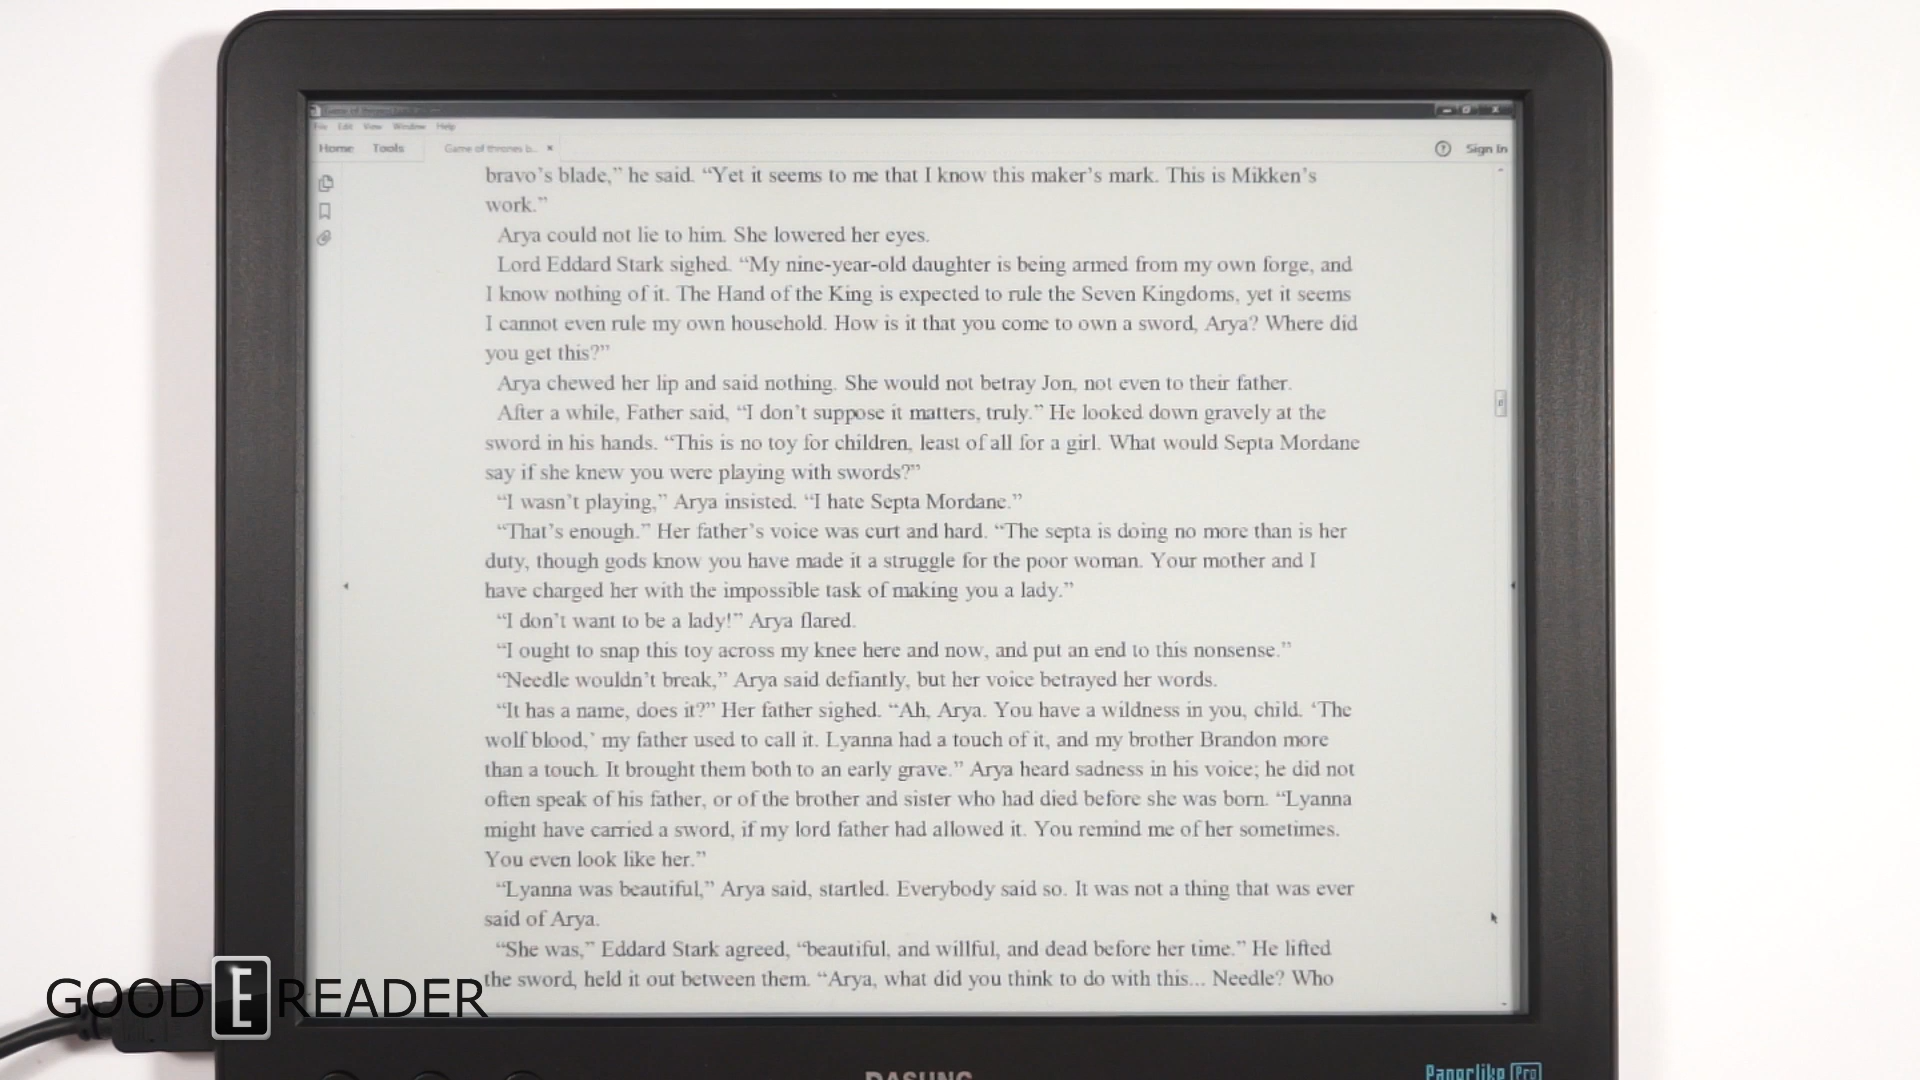 Game of thrones b...
File Edit View Window Help
Home Tools Game of thrones b... × Sign In
bravo’s blade,” he said. “Yet it seems to me that I know this maker’s mark. This is Mikken’s
work.”
Arya could not lie to him. She lowered her eyes.
Lord Eddard Stark sighed. “My nine-year-old daughter is being armed from my own forge, and
I know nothing of it. The Hand of the King is expected to rule the Seven Kingdoms, yet it seems
I cannot even rule my own household. How is it that you come to own a sword, Arya? Where did
you get this?”
Arya chewed her lip and said nothing. She would not betray Jon, not even to their father.
After a while, Father said, “I don’t suppose it matters, truly.” He looked down gravely at the
sword in his hands. “This is no toy for children, least of all for a girl. What would Septa Mordane
say if she knew you were playing with swords?”
“I wasn’t playing,” Arya insisted. “I hate Septa Mordane.”
“That’s enough.” Her father’s voice was curt and hard. “The septa is doing no more than is her
duty, though gods know you have made it a struggle for the poor woman. Your mother and I
have charged her with the impossible task of making you a lady.”
“I don’t want to be a lady!” Arya flared.
“I ought to snap this toy across my knee here and now, and put an end to this nonsense.”
“Needle wouldn’t break,” Arya said defiantly, but her voice betrayed her words.
“It has a name, does it?” Her father sighed. “Ah, Arya. You have a wildness in you, child. ‘The
wolf blood,’ my father used to call it. Lyanna had a touch of it, and my brother Brandon more
than a touch. It brought them both to an early grave.” Arya heard sadness in his voice; he did not
often speak of his father, or of the brother and sister who had died before she was born. “Lyanna
might have carried a sword, if my lord father had allowed it. You remind me of her sometimes.
You even look like her.”
“Lyanna was beautiful,” Arya said, startled. Everybody said so. It was not a thing that was ever
said of Arya.
“She was,” Eddard Stark agreed, “beautiful, and willful, and dead before her time.” He lifted
the sword, held it out between them. “Arya, what did you think to do with this... Needle? Who
GOOD E READER
DASUNG
Paperlike Pro